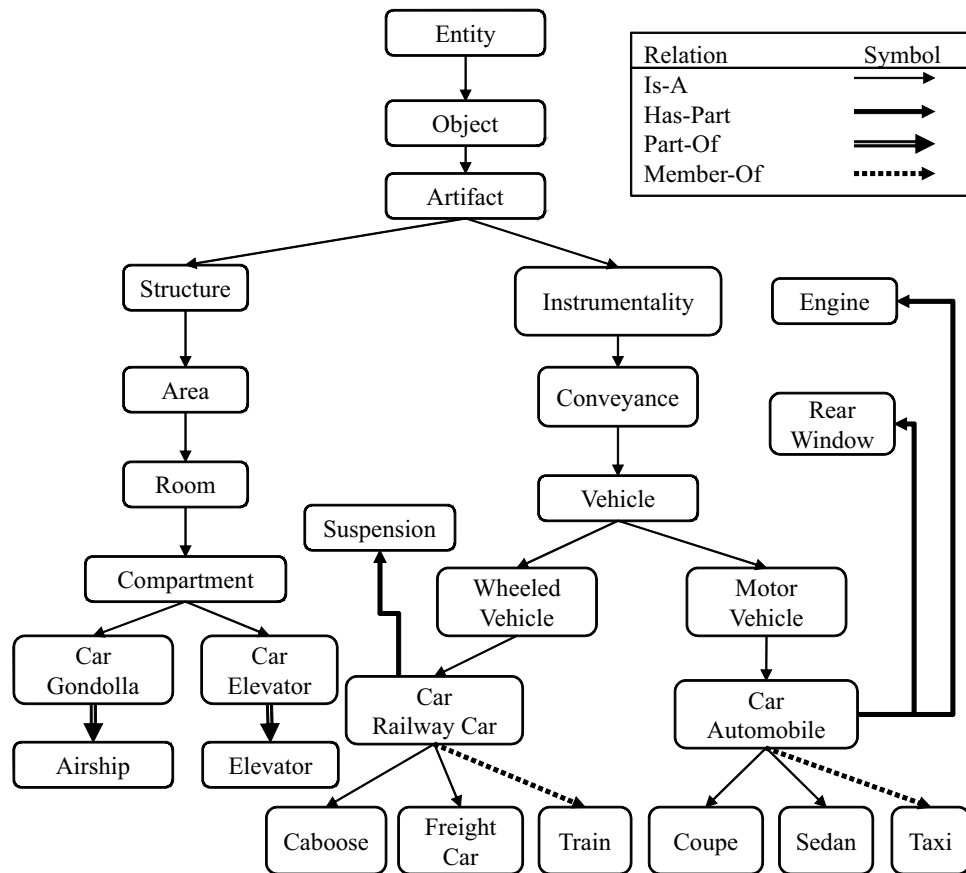 Entity
Relation Symbol
Is-A
Has-Part
Part-Of
Member-Of
Object
Artifact
Structure
Instrumentality
Engine
Area
Conveyance
Rear
Window
Room
Vehicle
Suspension
Compartment
Wheeled
Vehicle
Motor
Vehicle
Car
Gondolla
Car
Elevator
Car
Railway Car
Car
Automobile
Airship
Elevator
Caboose
Freight
Car
Train
Coupe
Sedan
Taxi